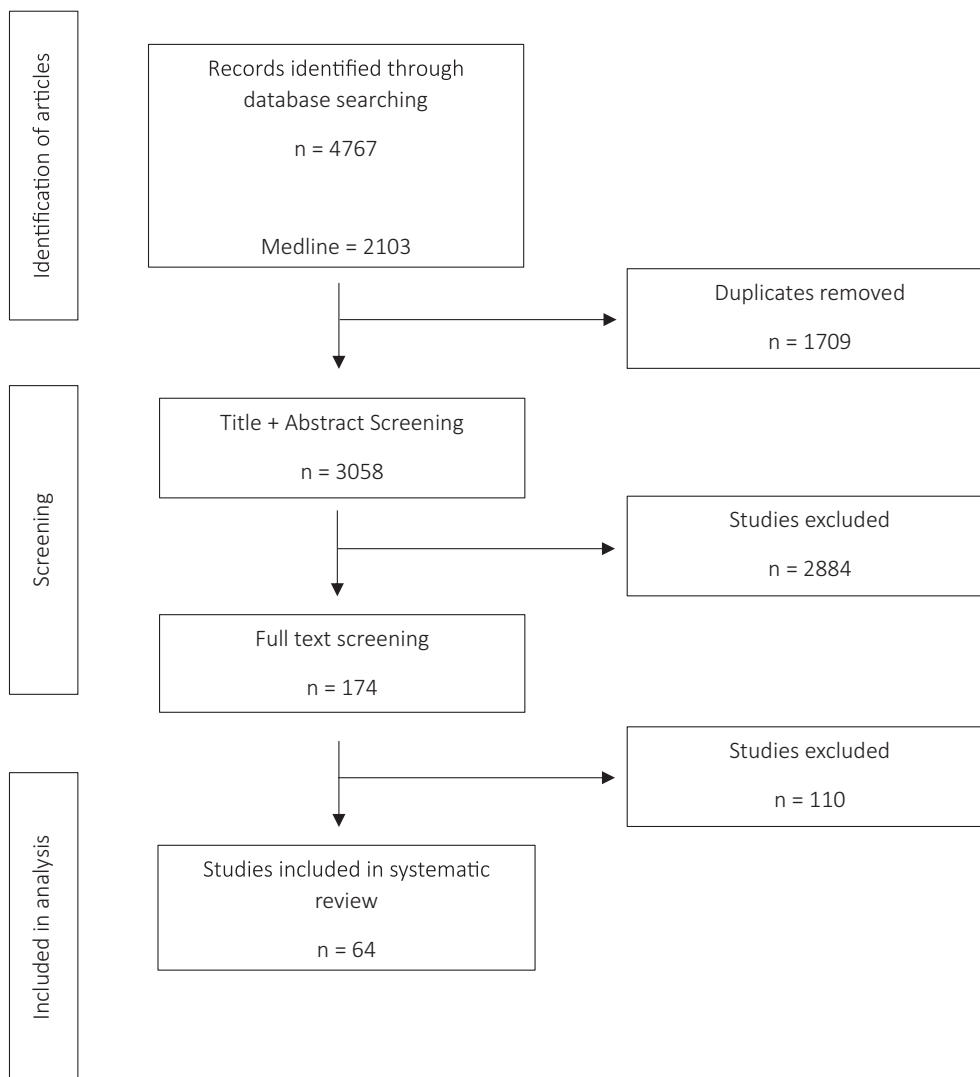 Identification of articles
Records identified through
database searching
n = 4767
Medline = 2103
Duplicates removed
n = 1709
Screening
Title + Abstract Screening
n = 3058
Studies excluded
n = 2884
Full text screening
n = 174
Studies excluded
n = 110
Included in analysis
Studies included in systematic
review
n = 64